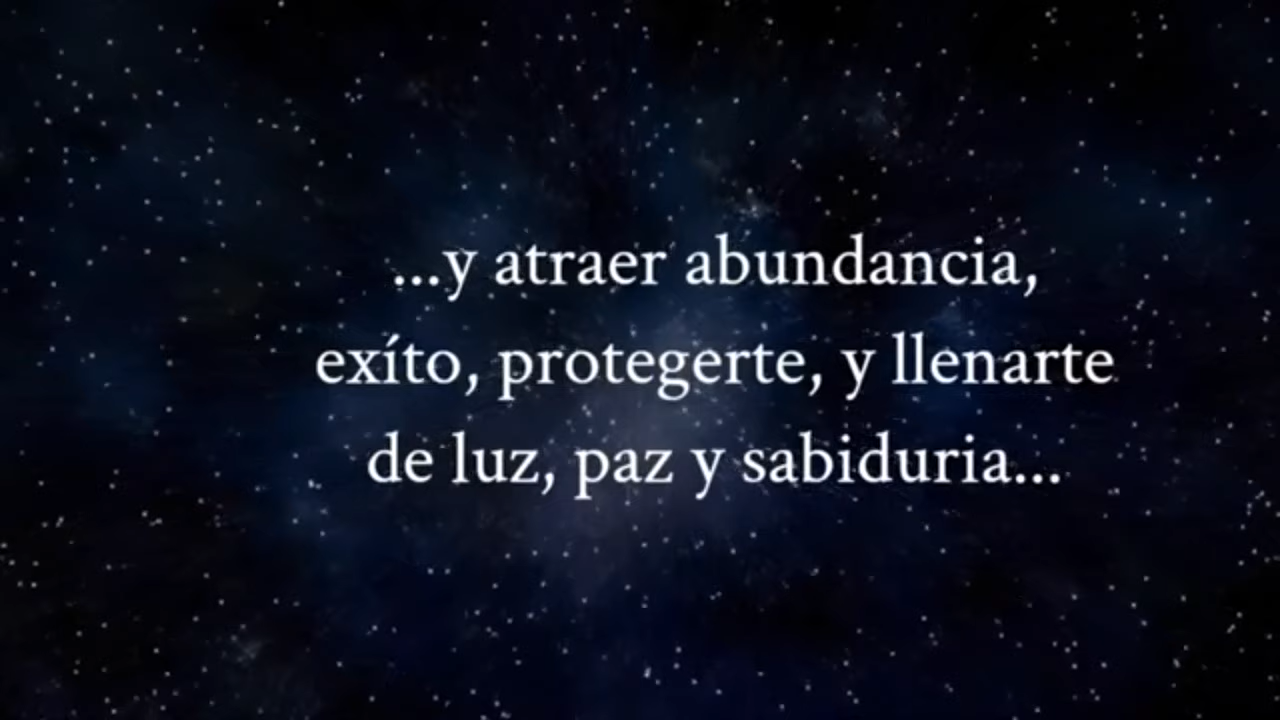 ...y atraer abundancia,
exíto, protegerte, y llenarte
de luz, paz y sabiduria...